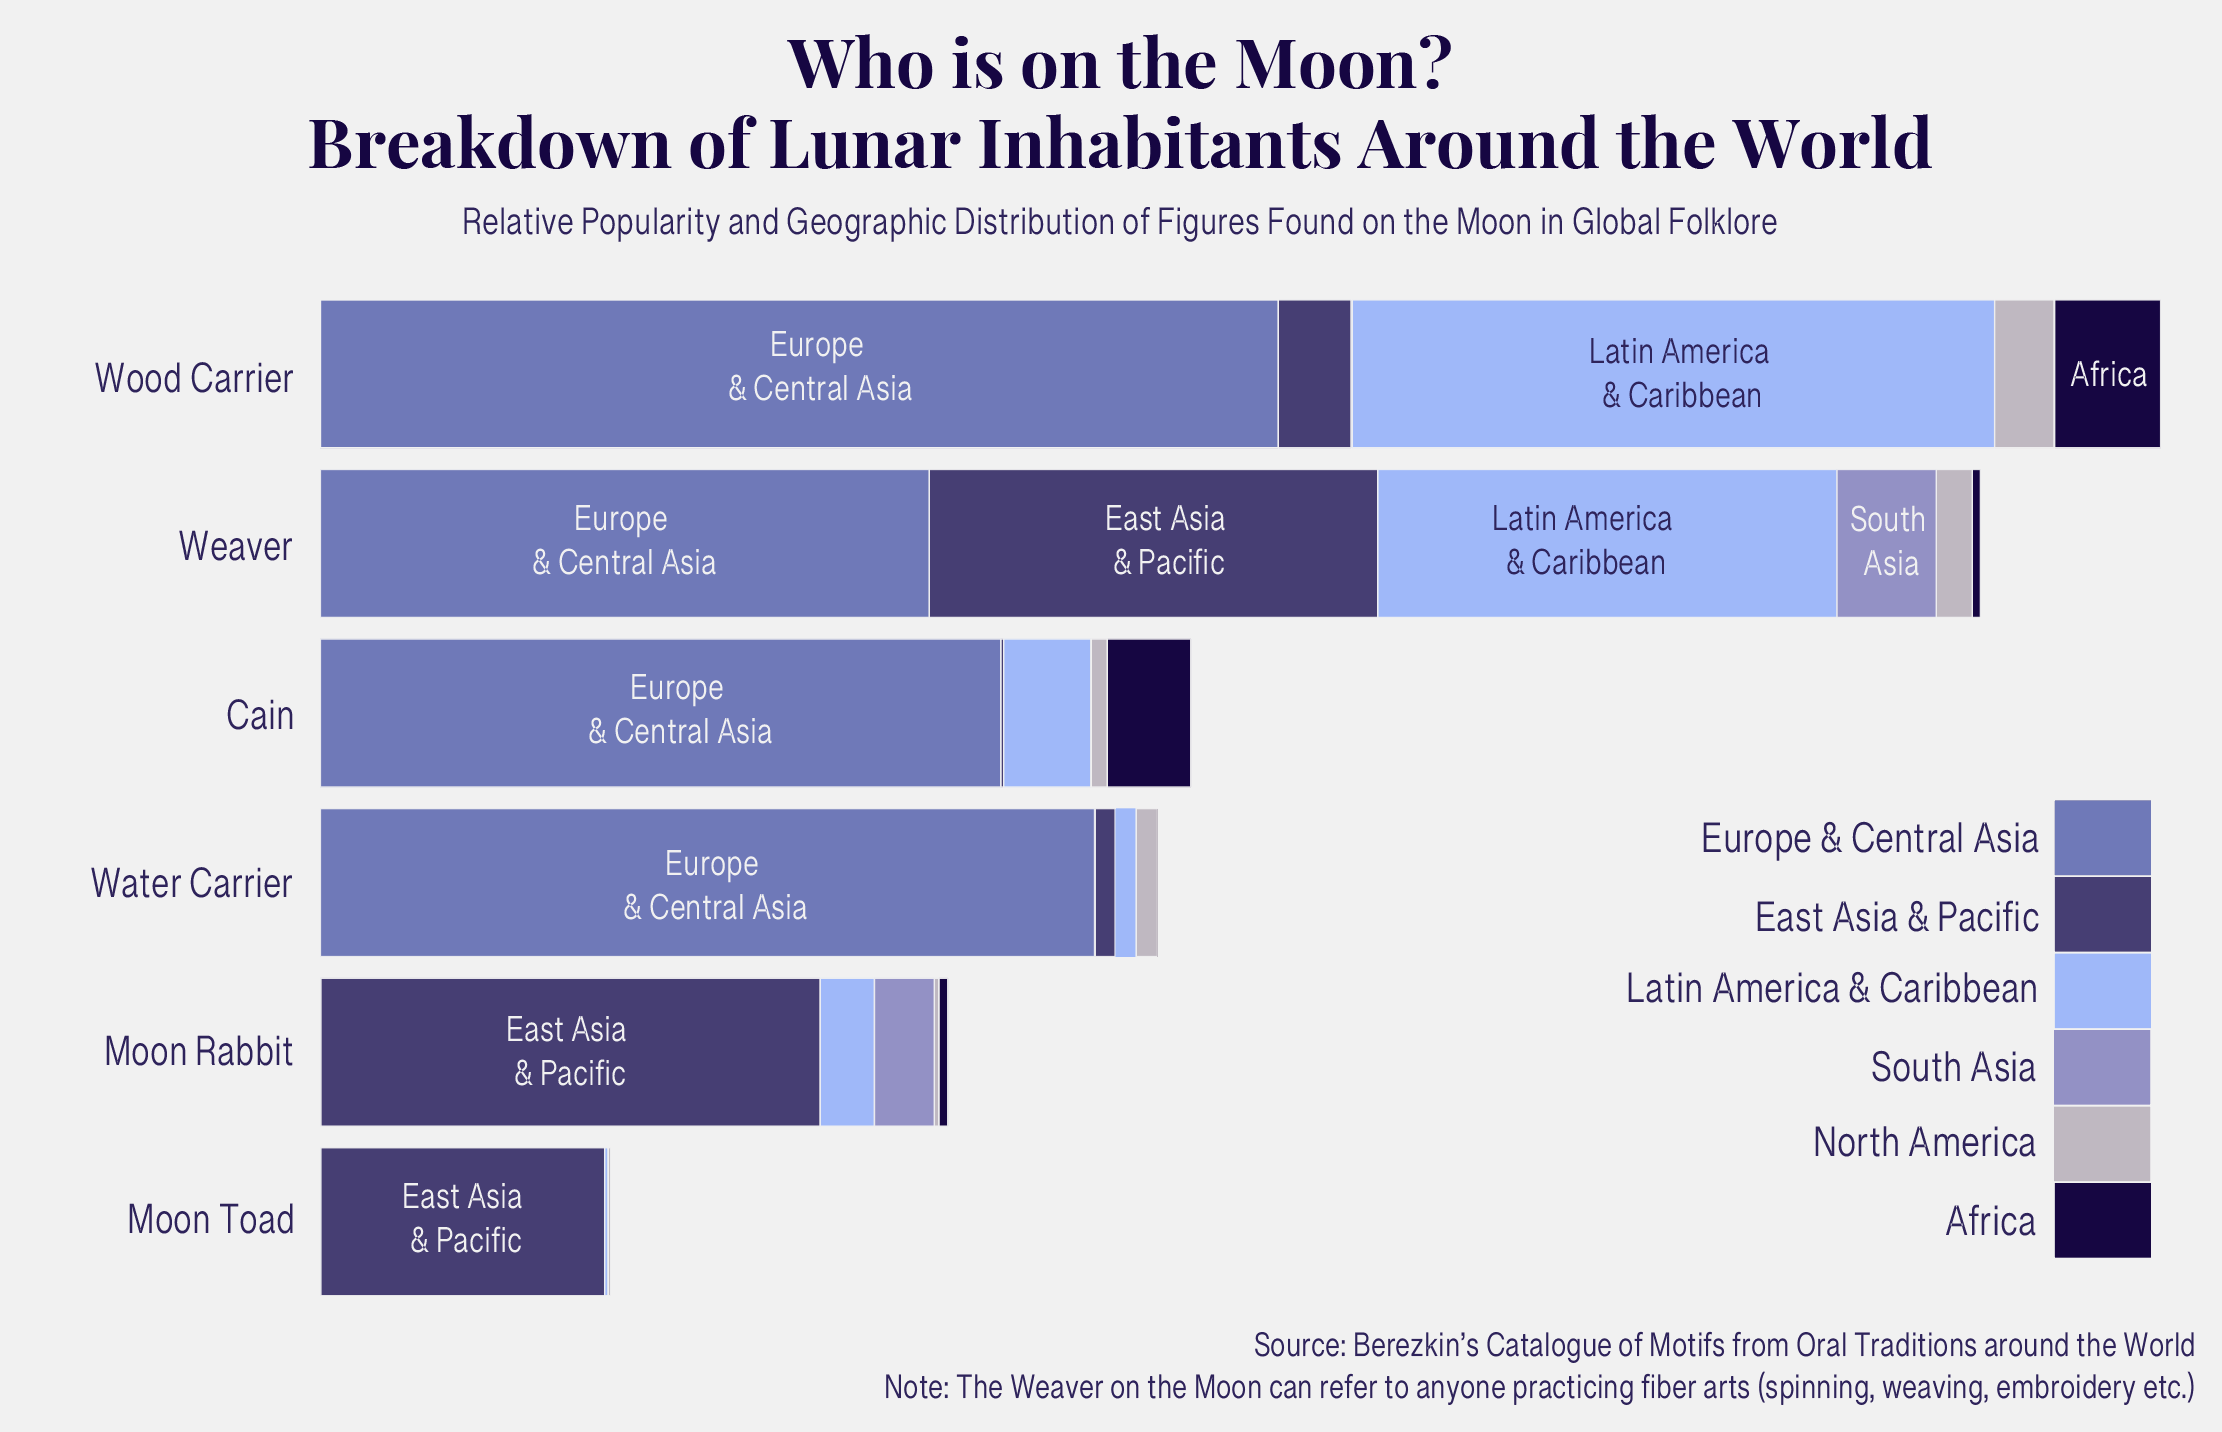 Who is on the Moon?
Breakdown of Lunar Inhabitants Around the World
Relative Popularity and Geographic Distribution of Figures Found on the Moon in Global Folklore
Wood Carrier
Europe
& Central Asia
Latin America
& Caribbean
Africa
Weaver
Europe
& Central Asia
East Asia
& Pacific
Latin America
& Caribbean
South
Asia
Cain
Europe
& Central Asia
Water Carrier
Europe
& Central Asia
Moon Rabbit
East Asia
& Pacific
Moon Toad
East Asia
& Pacific
Europe & Central Asia
East Asia & Pacific
Latin America & Caribbean
South Asia
North America
Africa
Source: Berezkin’s Catalogue of Motifs from Oral Traditions around the World
Note: The Weaver on the Moon can refer to anyone practicing fiber arts (spinning, weaving, embroidery etc.)